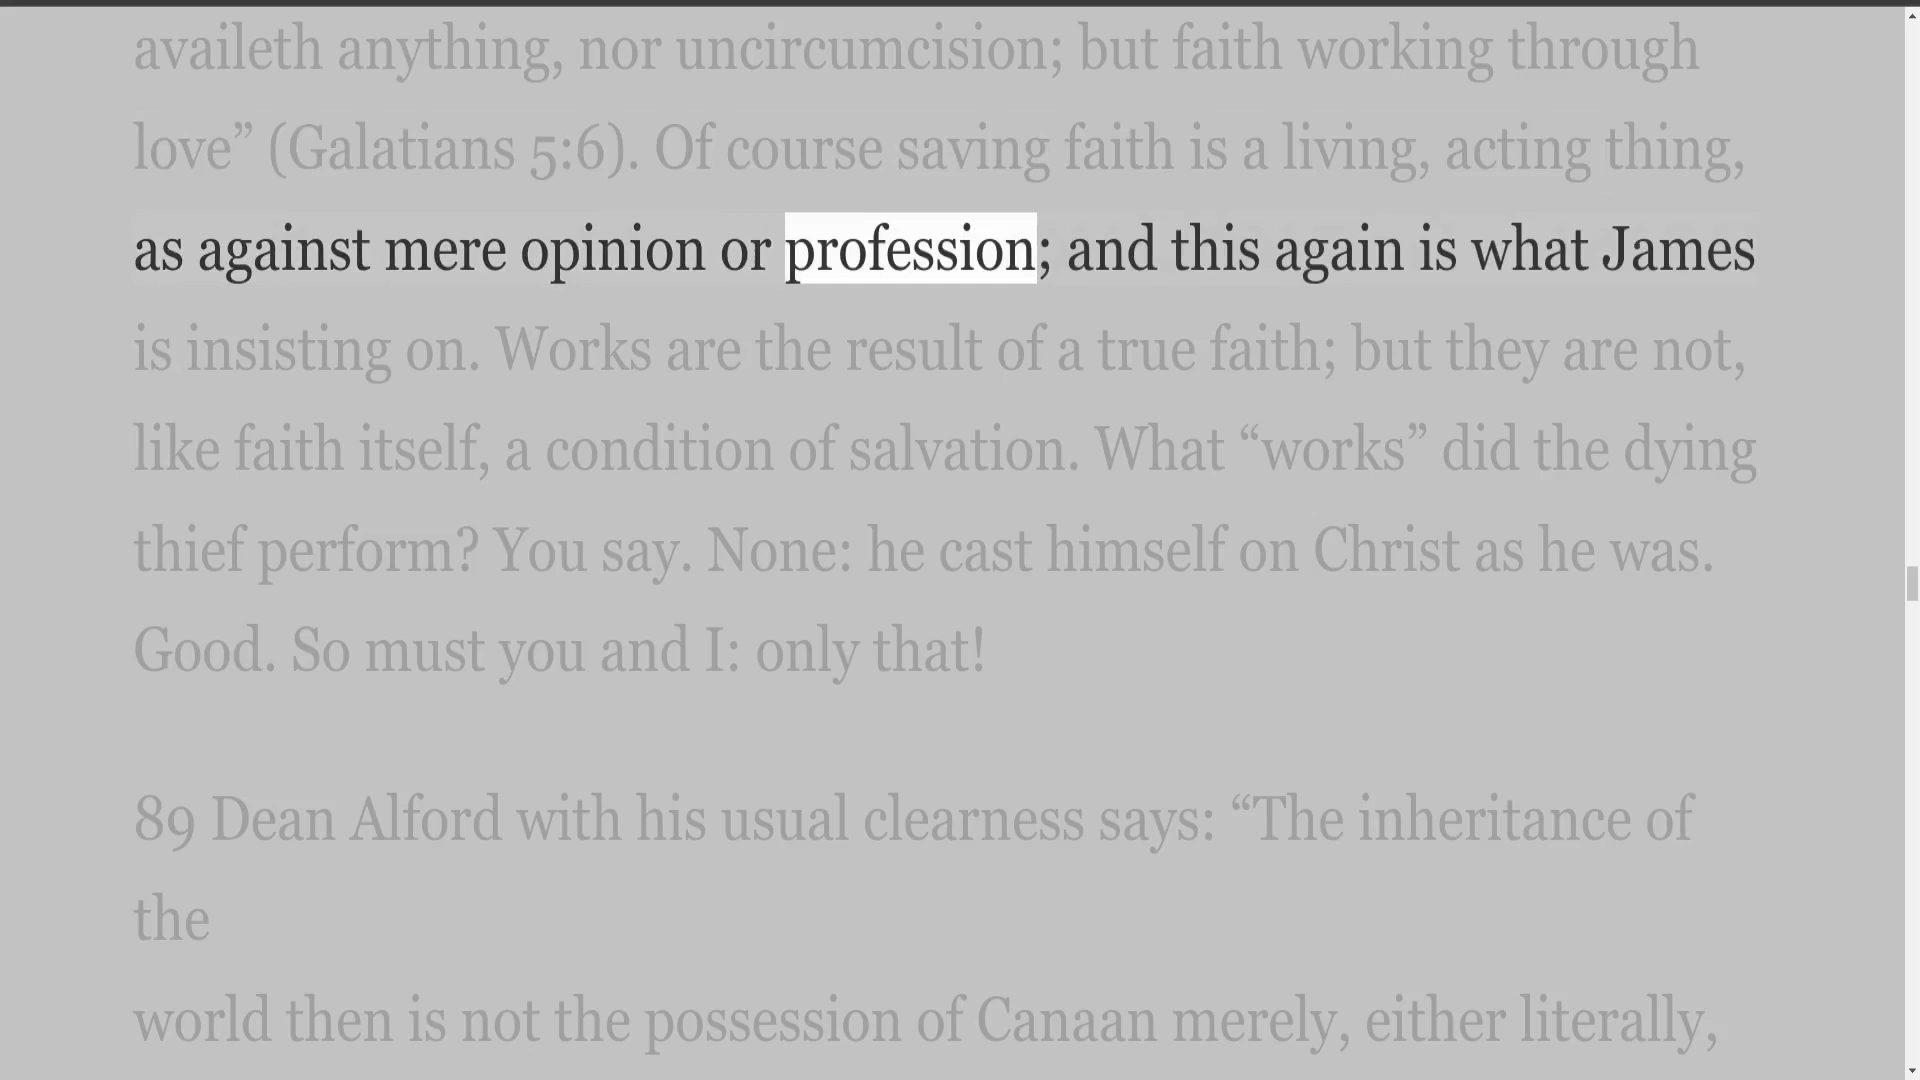 availeth anything, nor uncircumcision; but faith working through
love” (Galatians 5:6). Of course saving faith is a living, acting thing,
as against mere opinion or profession; and this again is what James
is insisting on. Works are the result of a true faith; but they are not,
like faith itself, a condition of salvation. What “works” did the dying
thief perform? You say. None: he cast himself on Christ as he was.
Good. So must you and I: only that!
89 Dean Alford with his usual clearness says: “The inheritance of
the
world then is not the possession of Canaan merely, either literally,